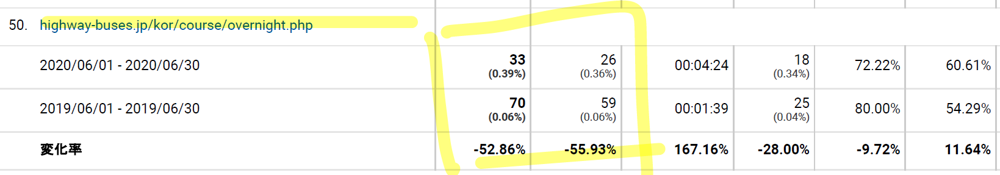 50. highway-buses.jp/kor/course/overnight.php
2020/06/01 - 2020/06/30 33 26 00:04:24 18 72.22% 60.61%
(0.39%) (0.36%) (0.34%)
2019/06/01 - 2019/06/30 70 59 00:01:39 25 80.00% 54.29%
(0.06%) (0.06%) (0.04%)
変化率 -52.86% -55.93% 167.16% -28.00% -9.72% 11.64%